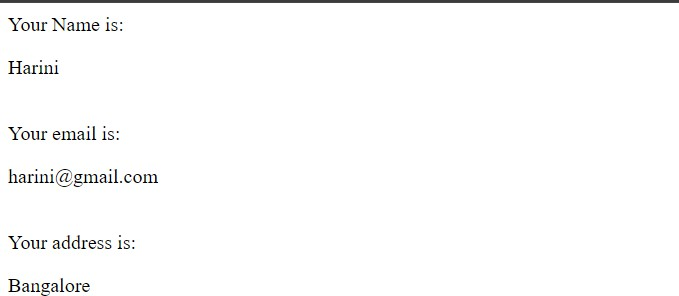 Your Name is:
Harini
Your email is:
harini@gmail.com
Your address is:
Bangalore